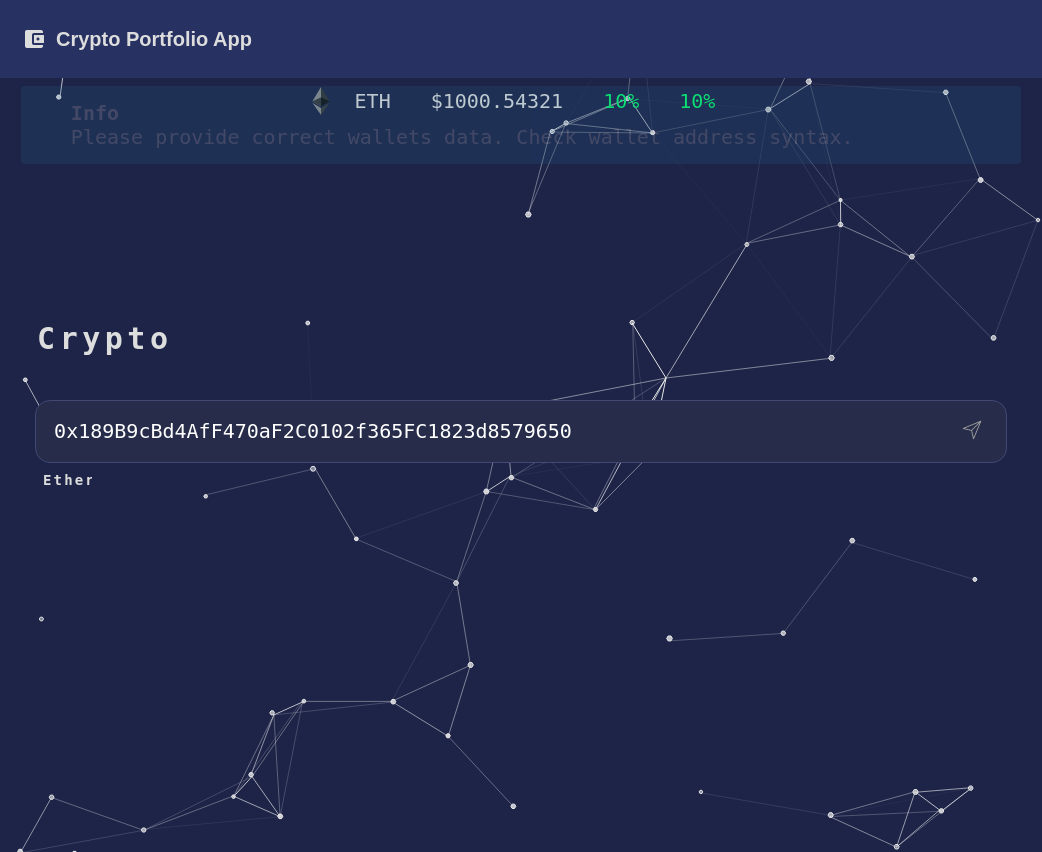 Crypto Portfolio App
ETH $1000.54321 10% 10%
Info
Please provide correct wallets data. Check wallet address syntax.
Crypto
0x189B9cBd4AfF470aF2C0102f365FC1823d8579650
Ether